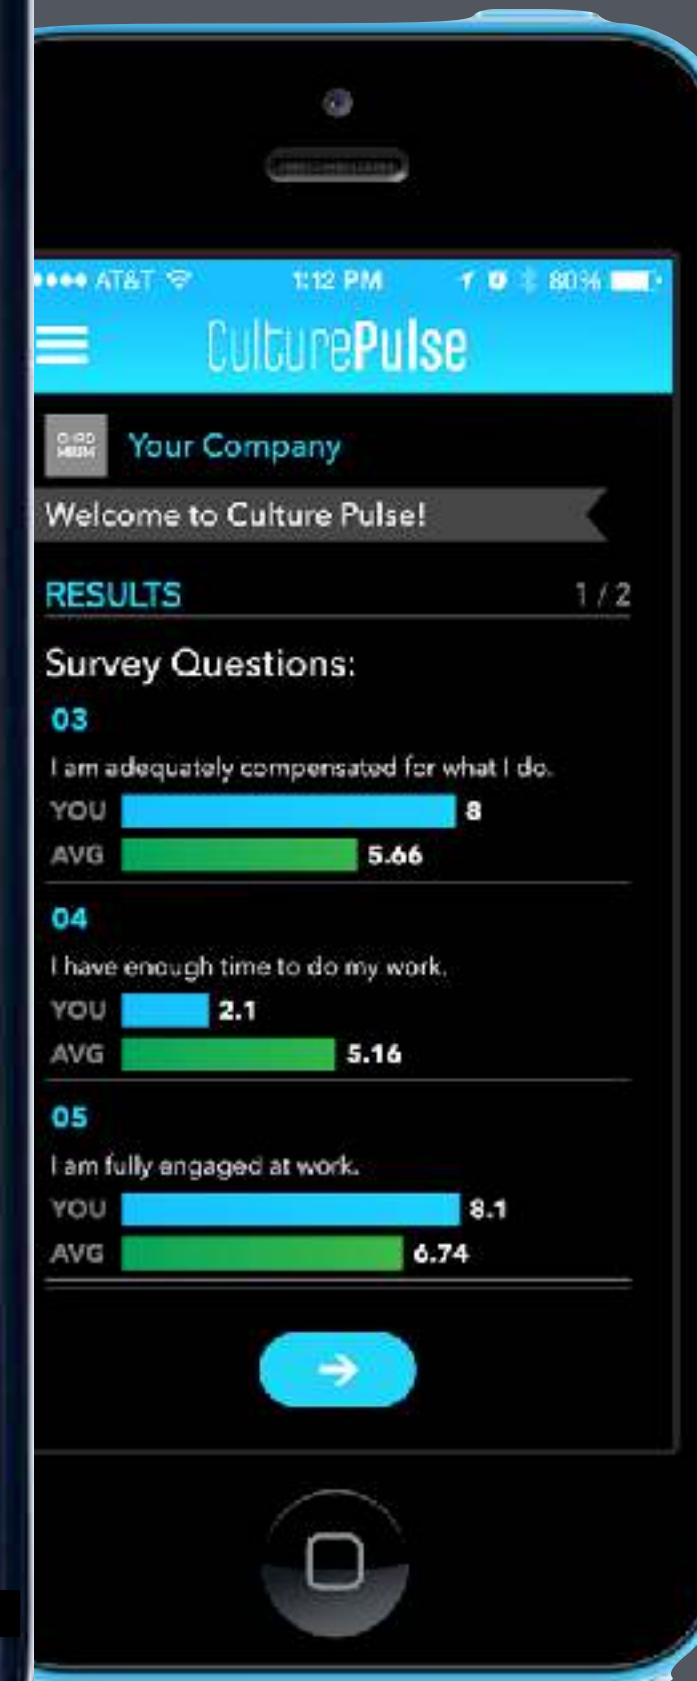 AT&T 1:12 PM 80%
CulturePulse
Your Company
Welcome to Culture Pulse!
RESULTS 1 / 2
Survey Questions:
03
I am adequately compensated for what I do.
YOU 8
AVG 5.66
04
I have enough time to do my work.
YOU 2.1
AVG 5.16
05
I am fully engaged at work.
YOU 8.1
AVG 6.74